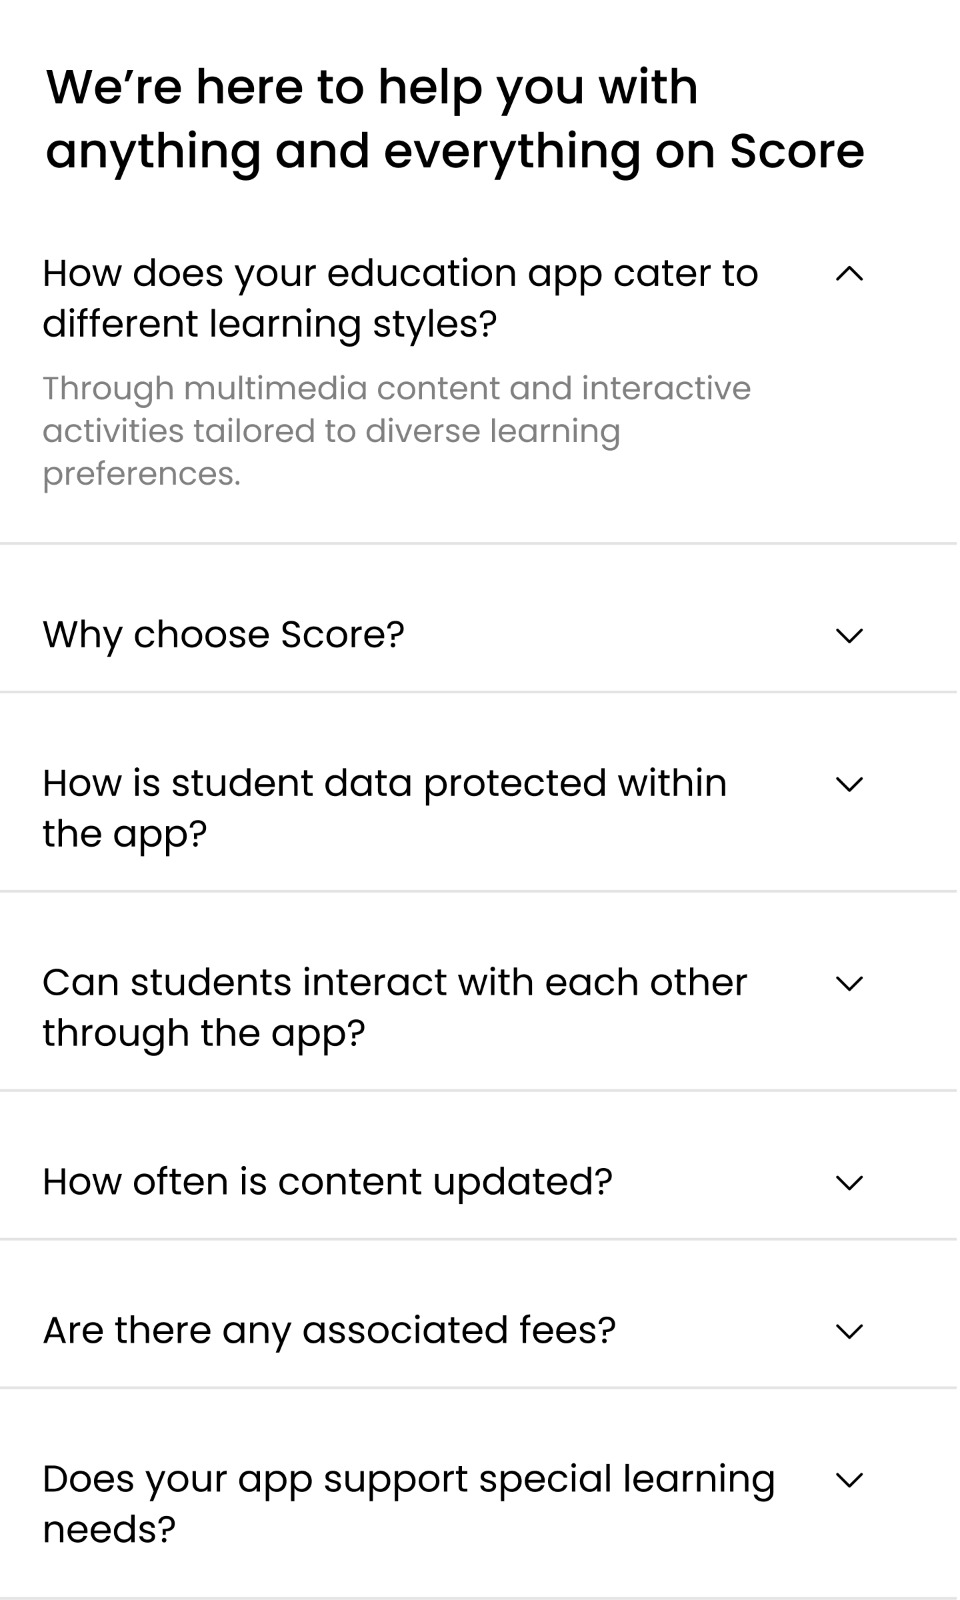 We’re here to help you with
anything and everything on Score
How does your education app cater to
different learning styles?
Through multimedia content and interactive
activities tailored to diverse learning
preferences.
Why choose Score?
How is student data protected within
the app?
Can students interact with each other
through the app?
How often is content updated?
Are there any associated fees?
Does your app support special learning
needs?